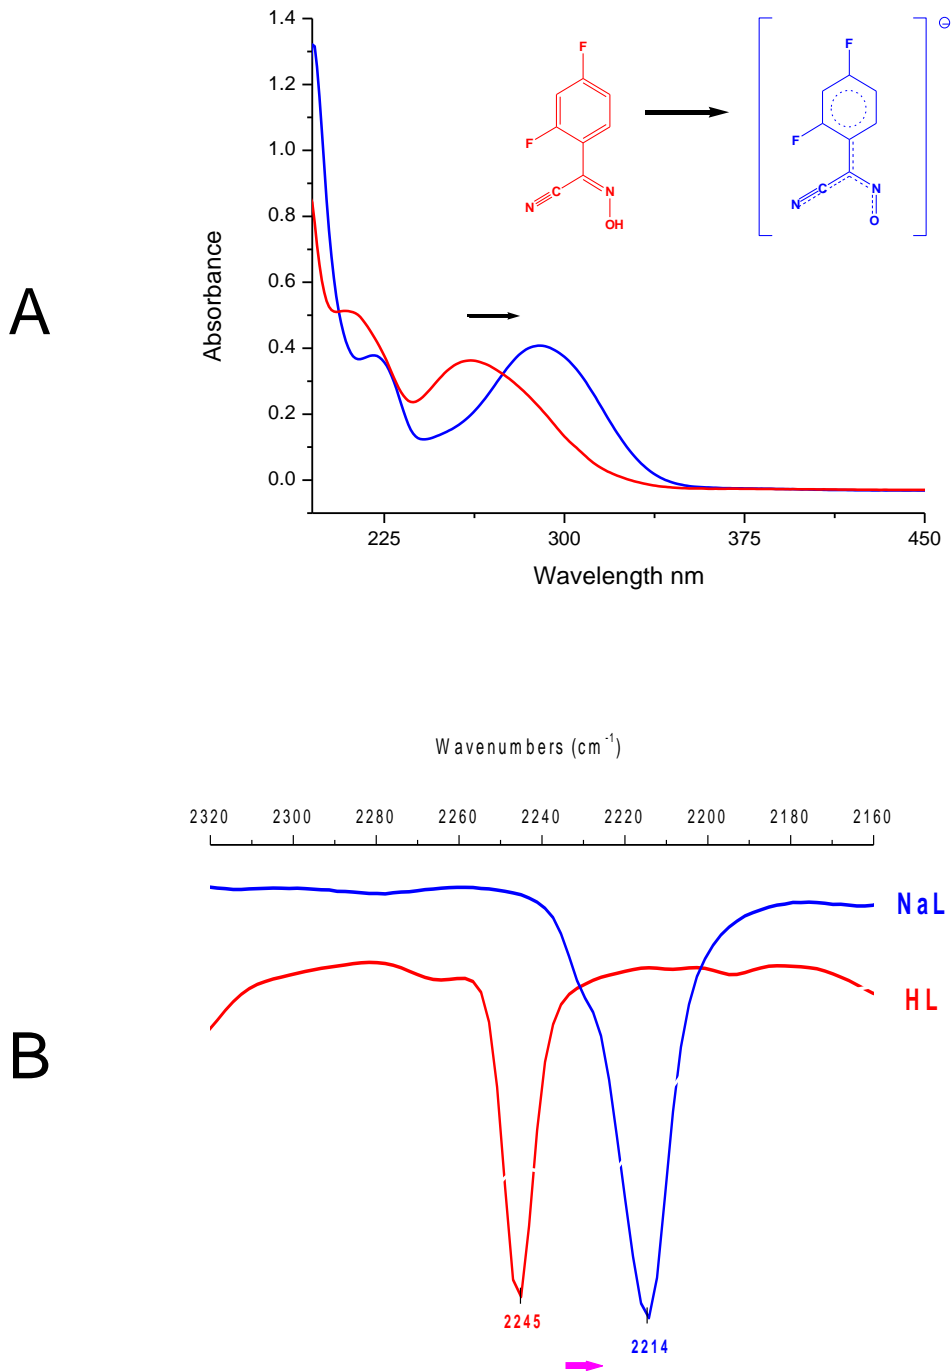 A
1.4
1.2
1.0
0.8
0.6
0.4
0.2
0.0
Absorbance
225
300
375
450
Wavelength nm
F
F
N
C
N
OH
F
F
N
C
N
O
⊖
B
Wavenumbers (cm-1)
2320 2300 2280 2260 2240 2220 2200 2180 2160
NaL
HL
2245
2214